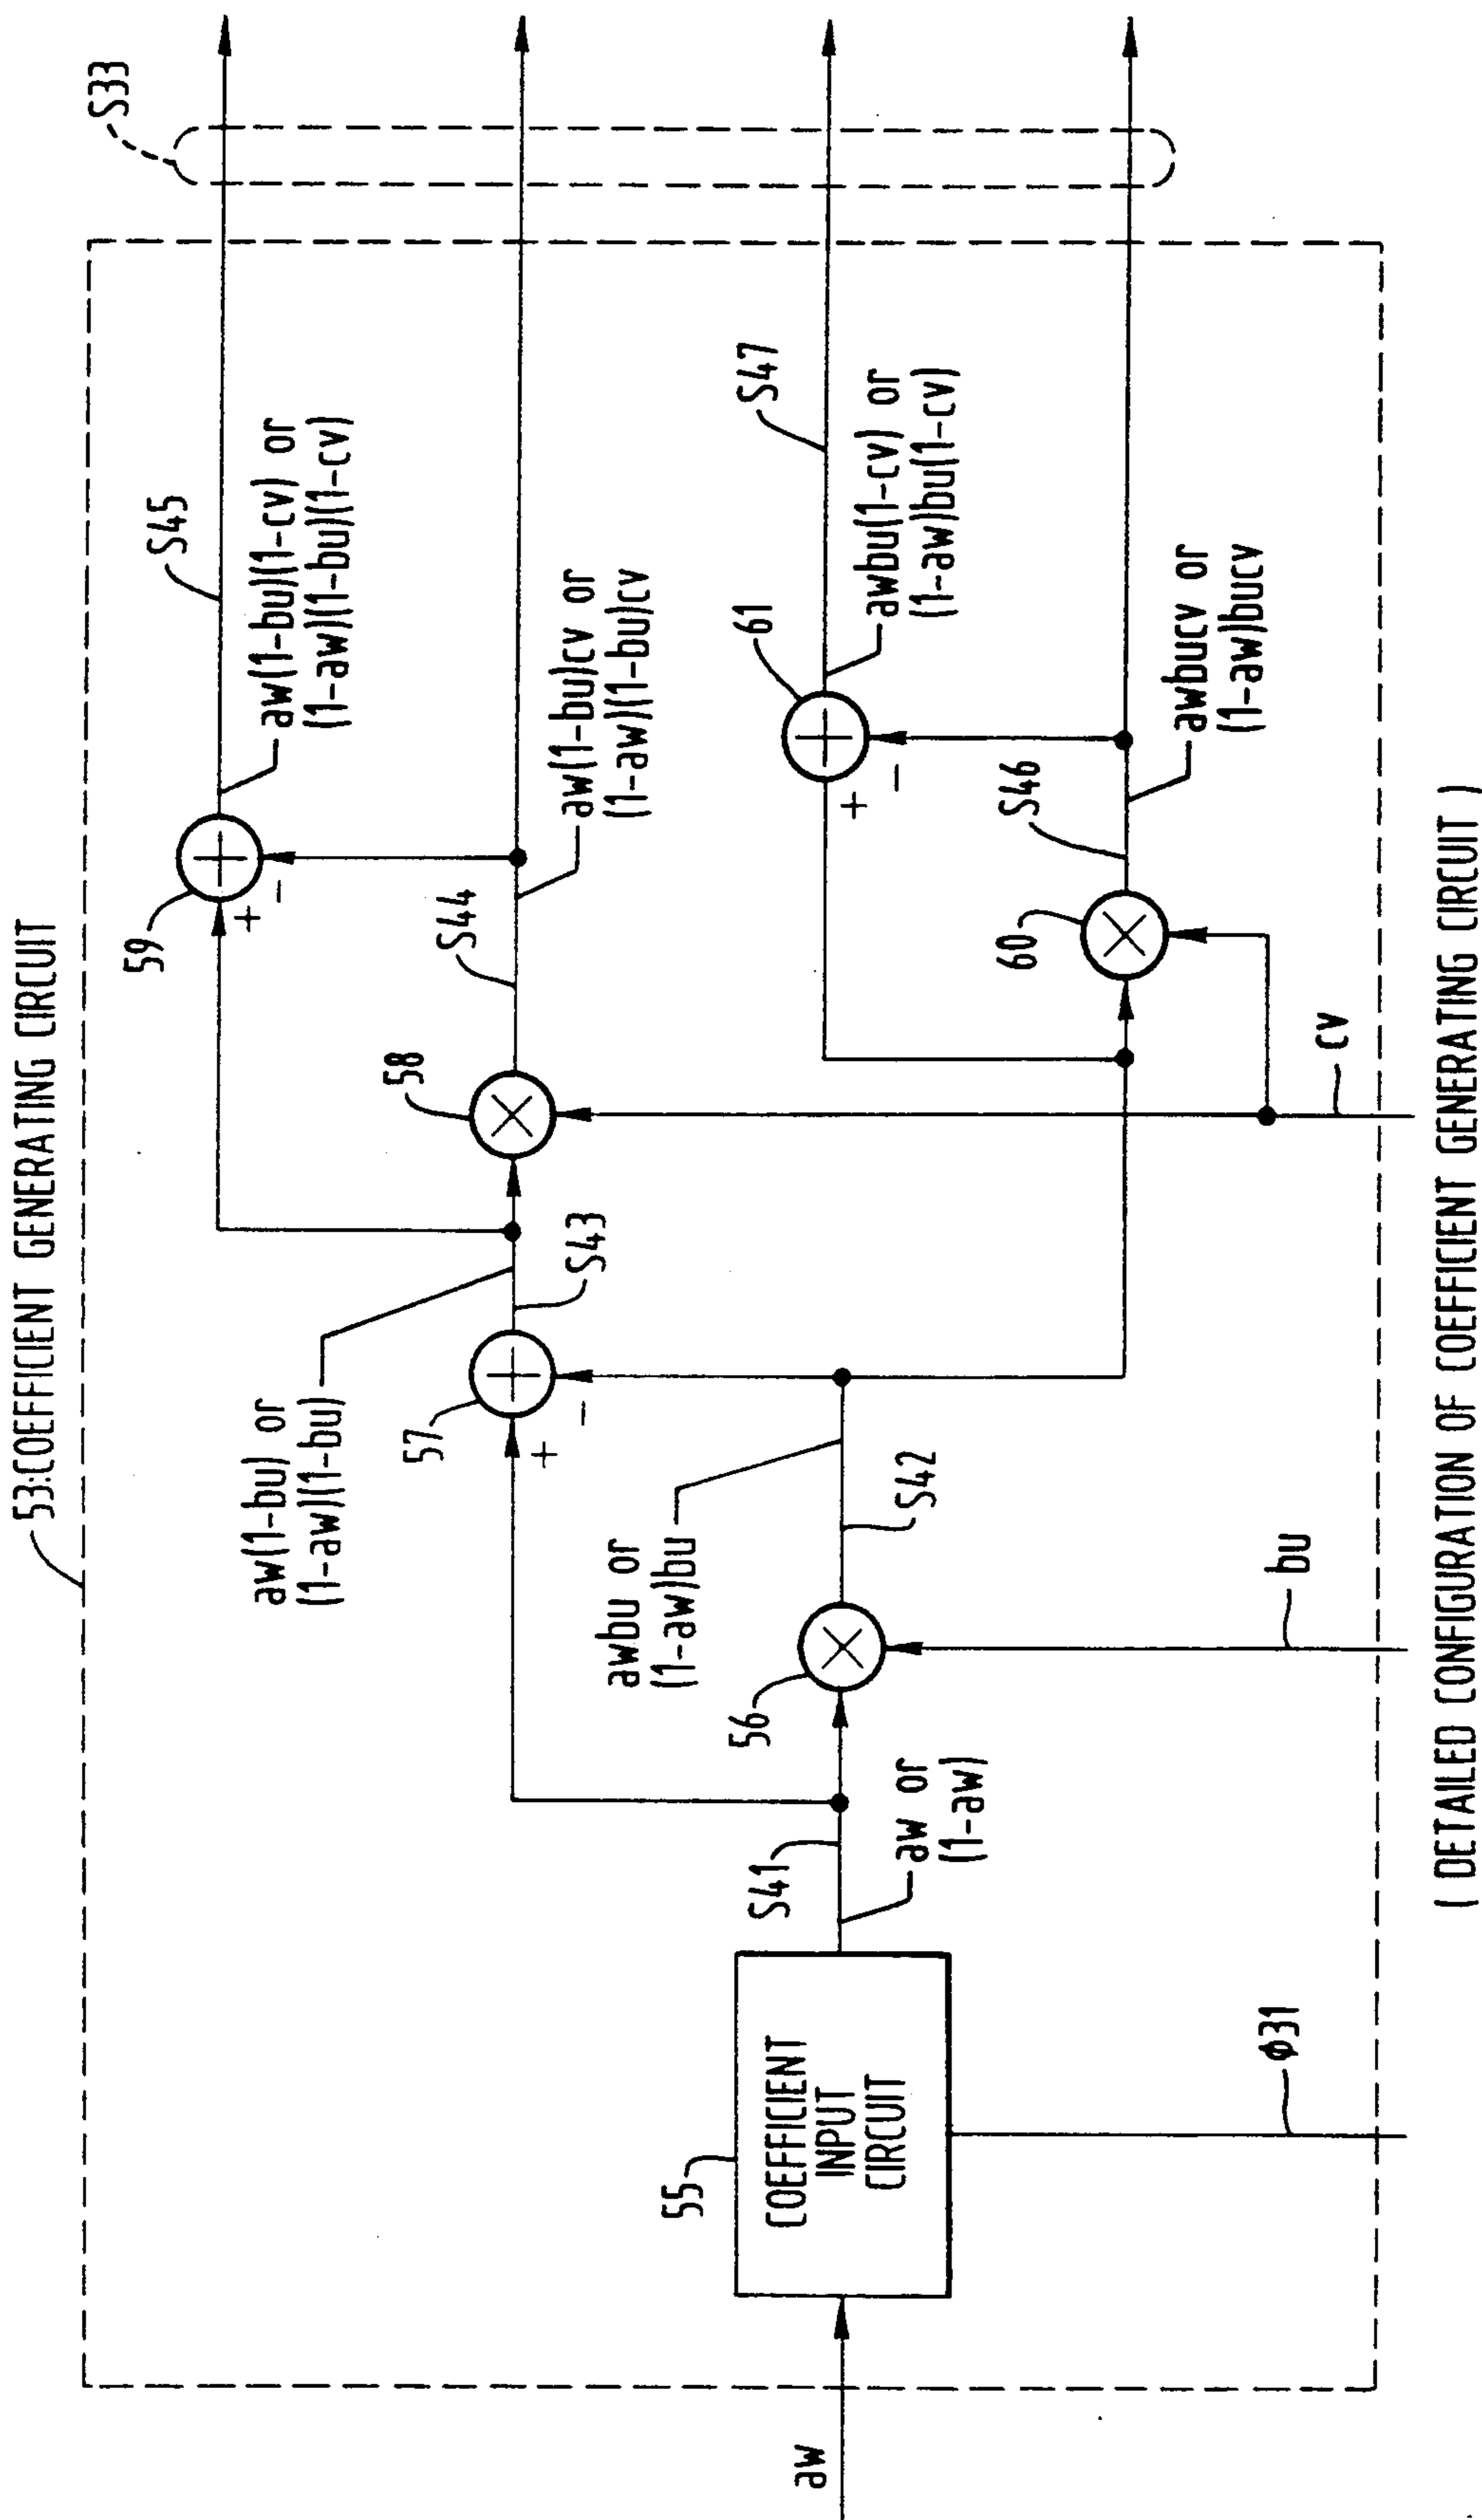 53:COEFFICIENT GENERATING CIRCUIT
S33
S45
59
aw(1-bu)(1-cv) or
(1-aw)(1-bu)(1-cv)
+
-
S44
58
aw(1-bu)cv or
(1-aw)(1-bu)cv
aw(1-bu) or
(1-aw)(1-bu)
S43
57
+
-
S47
61
awbu(1-cv) or
(1-aw)bu(1-cv)
+
-
awbu or
(1-aw)bu
S42
56
S46
60
awbucv or
(1-aw)bucv
aw
55
COEFFICIENT
INPUT
CIRCUIT
S41
aw or
(1-aw)
φ31
bu
cv
( DETAILED CONFIGURATION OF COEFFICIENT GENERATING CIRCUIT )